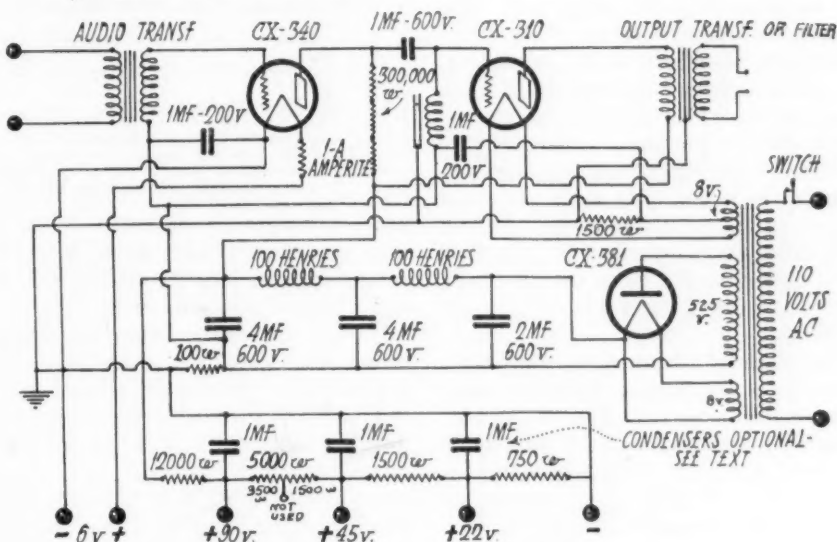 AUDIO TRANSF.
CX-340
1MF-600v.
CX-310
OUTPUT TRANSF. OR FILTER
300,000
ω
1MF-200v
1-A
AMPERITE
1MF
200v
8v.
SWITCH
1500 ω
CX-381
100 HENRIES
100 HENRIES
525
v.
110
VOLTS
AC
4MF
600v.
4MF
600v.
2MF
600v.
100 ω
8v.
1MF
1MF
1MF
CONDENSERS OPTIONAL-
SEE TEXT
12000 ω
5000 ω
1500 ω
750 ω
3500
ω
1500 ω
NOT
USED
- 6v +
+90v.
+45v.
+22v.
-